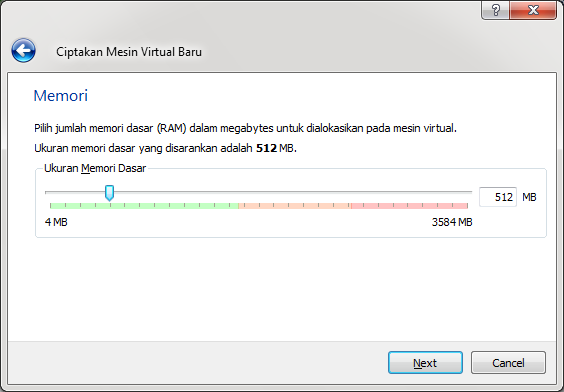 Ciptakan Mesin Virtual Baru
Memori
Pilih jumlah memori dasar (RAM) dalam megabytes untuk dialokasikan pada mesin virtual.
Ukuran memori dasar yang disarankan adalah 512 MB.
Ukuran Memori Dasar
512 MB
4 MB 3584 MB
Next Cancel